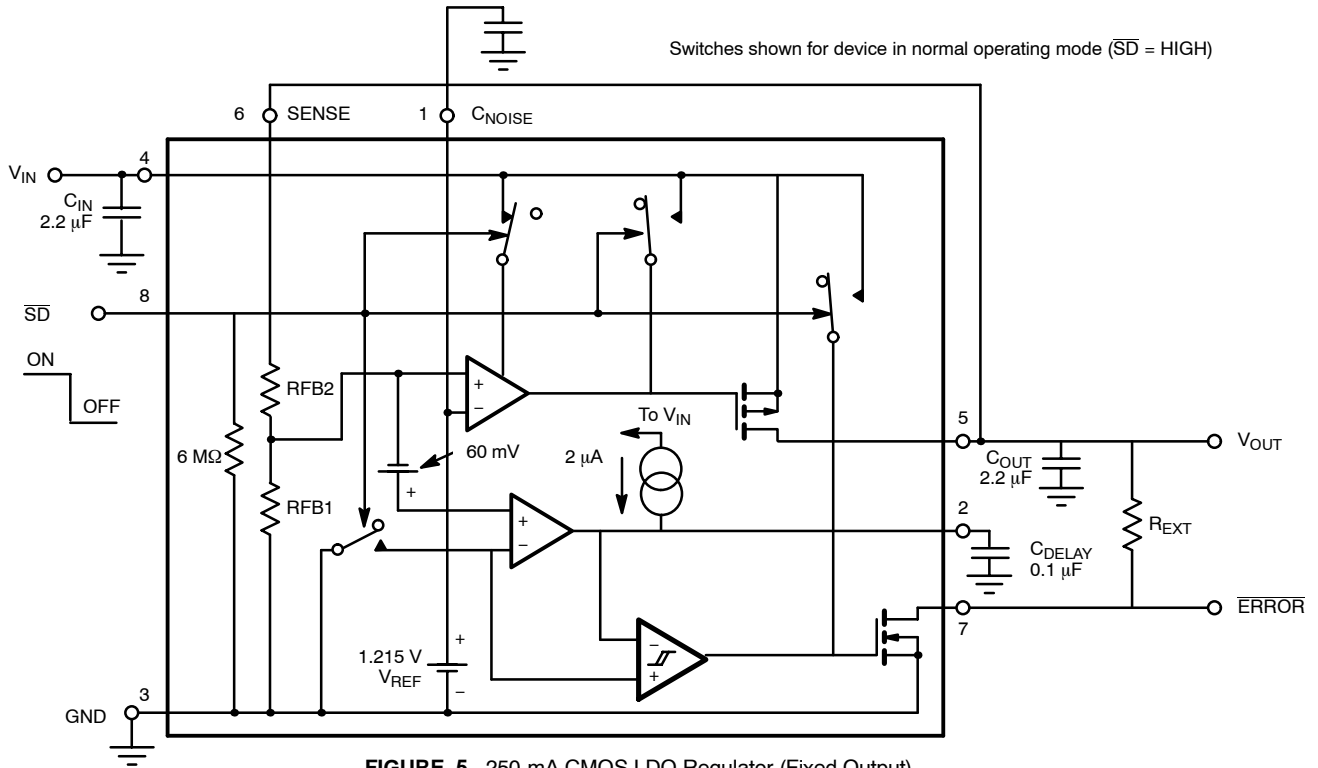 Switches shown for device in normal operating mode (SD = HIGH)
6 SENSE
1 CNOISE
4
VIN
CIN
2.2 μF
8
SD
ON
OFF
RFB2
+
−
To VIN
5
VOUT
6 MΩ
60 mV
2 μA
COUT
2.2 μF
+
RFB1
+
−
2
REXT
CDELAY
0.1 μF
ERROR
7
+
1.215 V
VREF
−
−
+
3
GND
FIGURE 5. 250-mA CMOS LDO Regulator (Fixed Output)